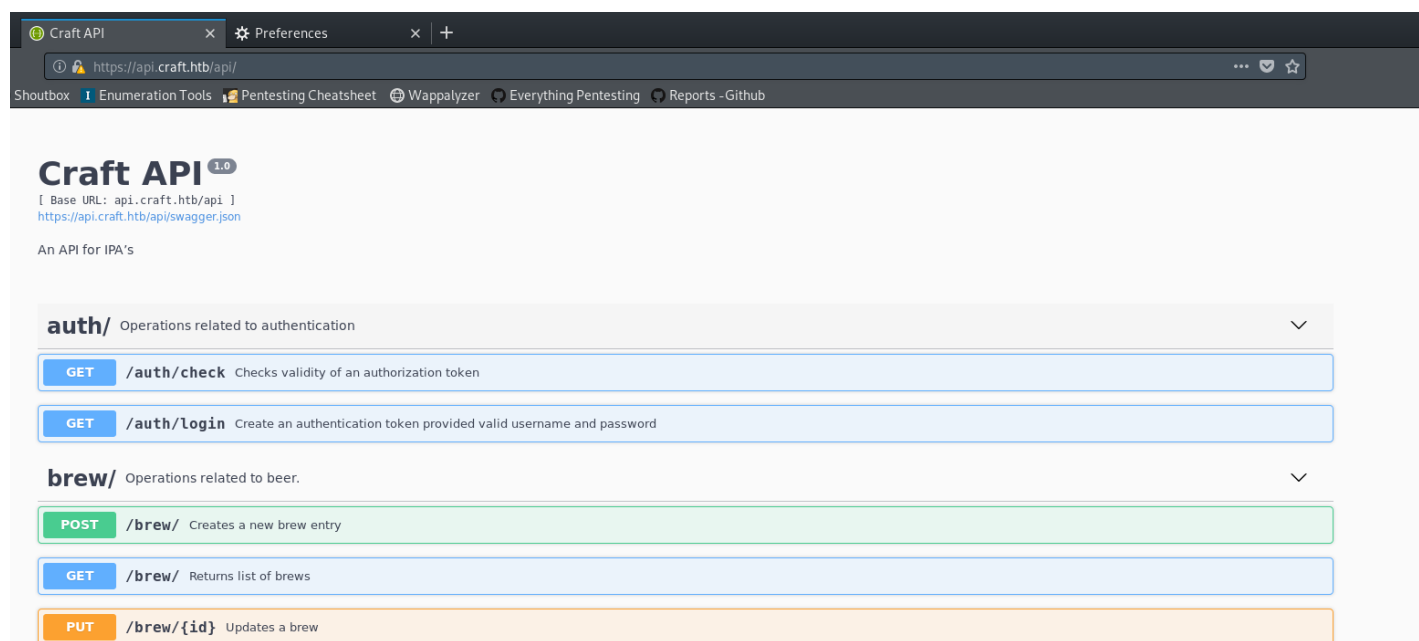 Craft API × Preferences × +
https://api.craft.htb/api/ ...
Shoutbox I Enumeration Tools Pentesting Cheatsheet Wappalyzer Everything Pentesting Reports -Github
Craft API 1.0
[ Base URL: api.craft.htb/api ]
https://api.craft.htb/api/swagger.json
An API for IPA's
auth/ Operations related to authentication
GET /auth/check Checks validity of an authorization token
GET /auth/login Create an authentication token provided valid username and password
brew/ Operations related to beer.
POST /brew/ Creates a new brew entry
GET /brew/ Returns list of brews
PUT /brew/{id} Updates a brew